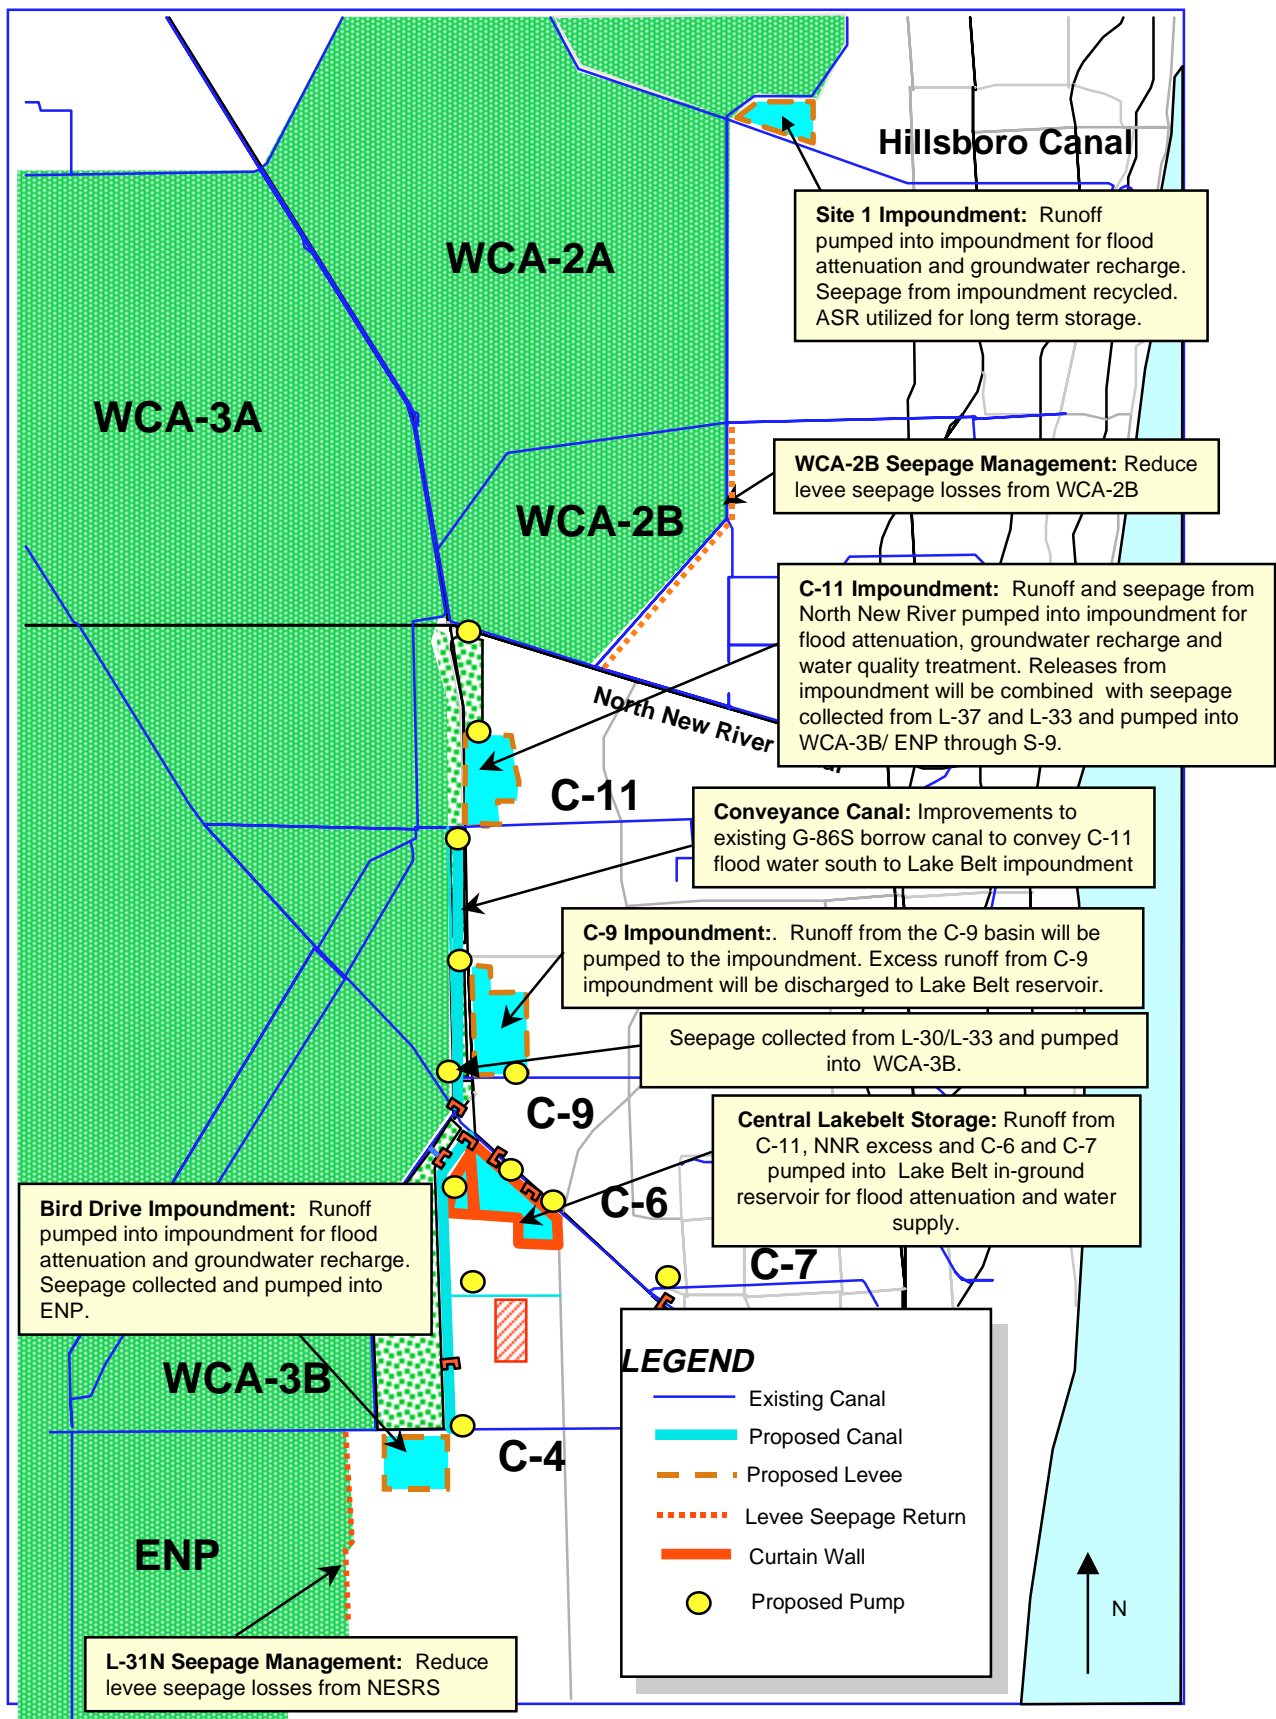 Hillsboro Canal
Site 1 Impoundment: Runoff
pumped into impoundment for flood
attenuation and groundwater recharge.
Seepage from impoundment recycled.
ASR utilized for long term storage.
WCA-2A
WCA-3A
WCA-2B Seepage Management: Reduce
levee seepage losses from WCA-2B
WCA-2B
C-11 Impoundment: Runoff and seepage from
North New River pumped into impoundment for
flood attenuation, groundwater recharge and
water quality treatment. Releases from
impoundment will be combined with seepage
collected from L-37 and L-33 and pumped into
WCA-3B/ ENP through S-9.
North New River
C-11
Conveyance Canal: Improvements to
existing G-86S borrow canal to convey C-11
flood water south to Lake Belt impoundment
C-9 Impoundment:. Runoff from the C-9 basin will be
pumped to the impoundment. Excess runoff from C-9
impoundment will be discharged to Lake Belt reservoir.
Seepage collected from L-30/L-33 and pumped
into WCA-3B.
C-9
Central Lakebelt Storage: Runoff from
C-11, NNR excess and C-6 and C-7
pumped into Lake Belt in-ground
reservoir for flood attenuation and water
supply.
C-6
Bird Drive Impoundment: Runoff
pumped into impoundment for flood
attenuation and groundwater recharge.
Seepage collected and pumped into
ENP.
C-7
WCA-3B
C-4
ENP
L-31N Seepage Management: Reduce
levee seepage losses from NESRS
LEGEND
Existing Canal
Proposed Canal
Proposed Levee
Levee Seepage Return
Curtain Wall
Proposed Pump
N